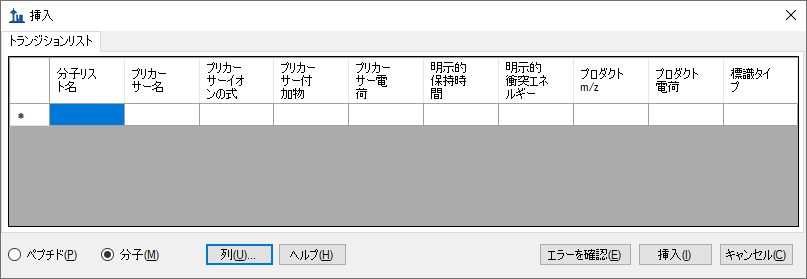 挿入
トランジションリスト
分子リス
ト名
プリカー
サー名
プリカー
サーイオ
ンの式
プリカー
サー付
加物
プリカー
サー電
荷
明示的
保持時
間
明示的
衝突エネ
ルギー
プロダクト
m/z
プロダクト
電荷
標識タイ
プ
*
ペプチド(P)
分子(M)
列(U)...
ヘルプ(H)
エラーを確認(E)
挿入(I)
キャンセル(C)